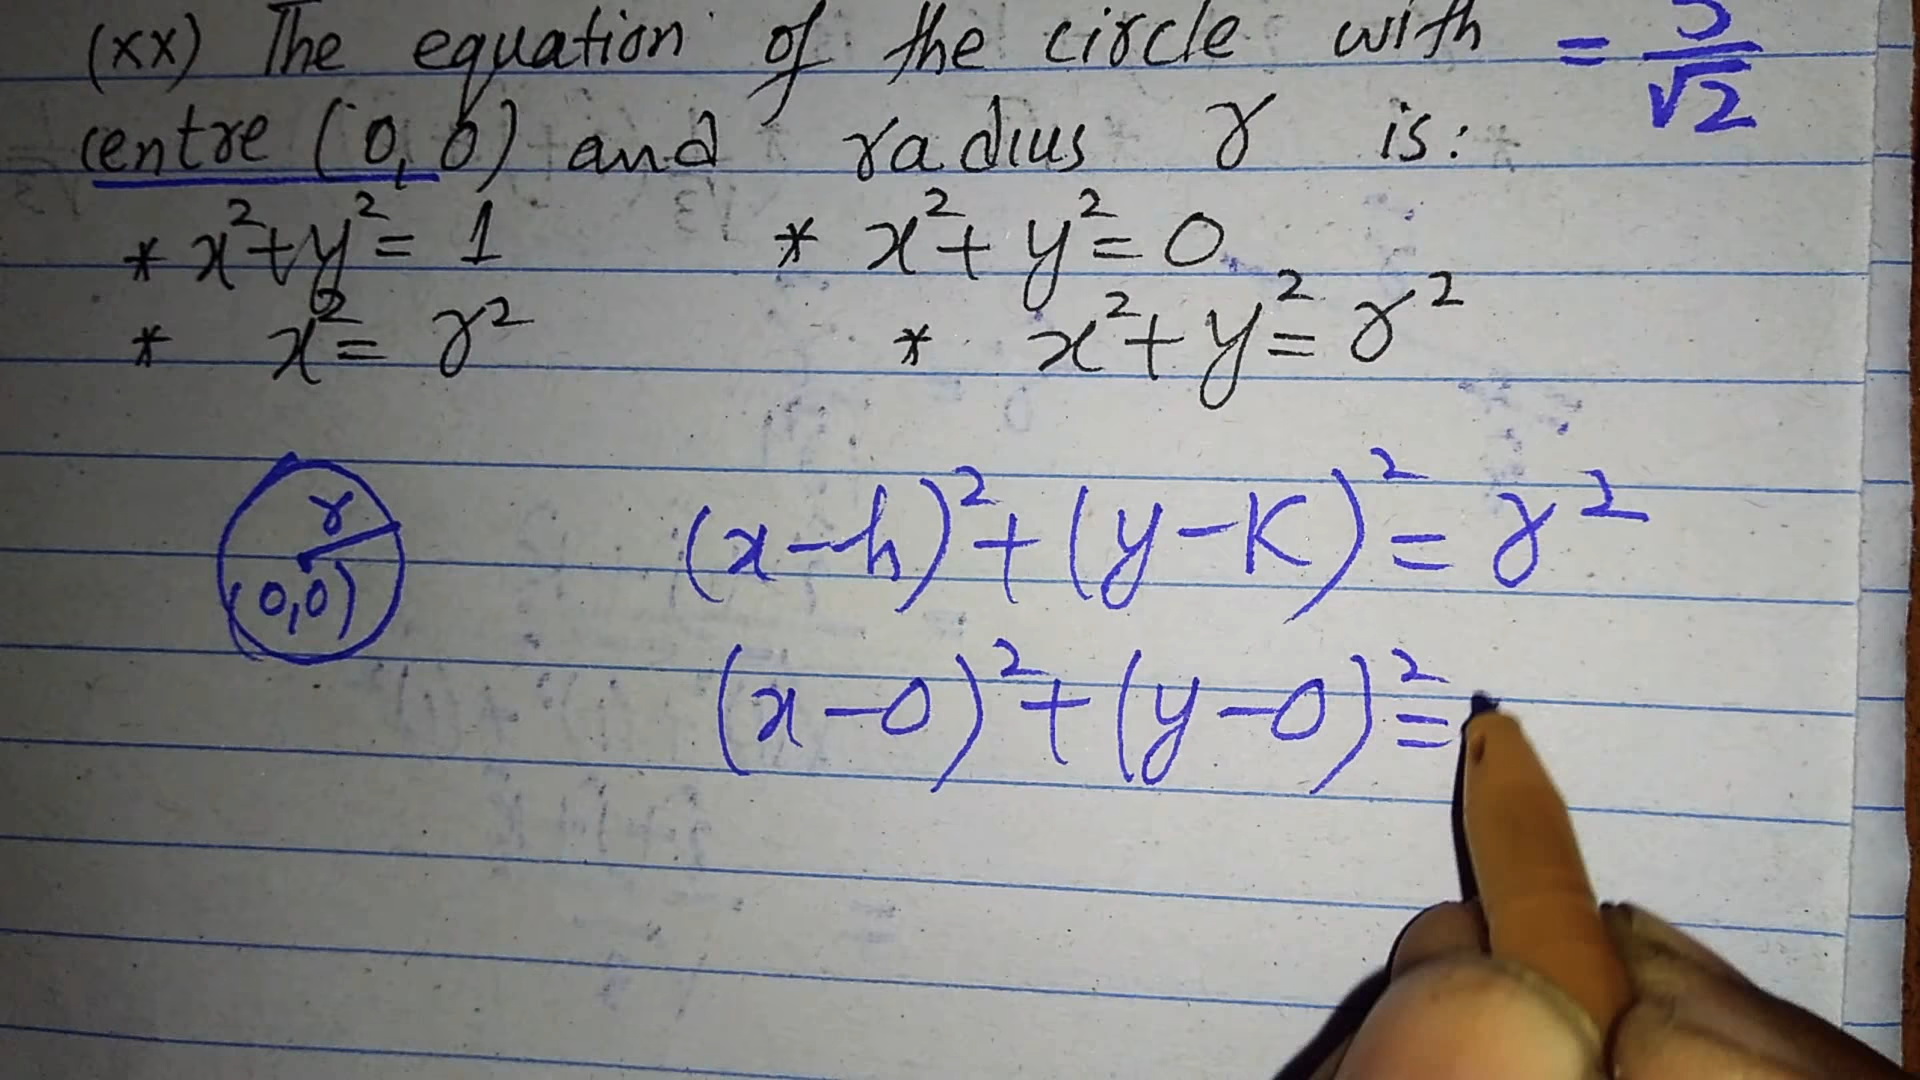 (xx) The equation of the circle with
centre (0,0) and radius r is:
* x²+y²= 1 * x²+ y²= 0
* x²= r² * x²+ y²= r²
= /√2
r
(0,0)
(x-h)²+(y-K)²= r²
(x-0)²+(y-0)²=